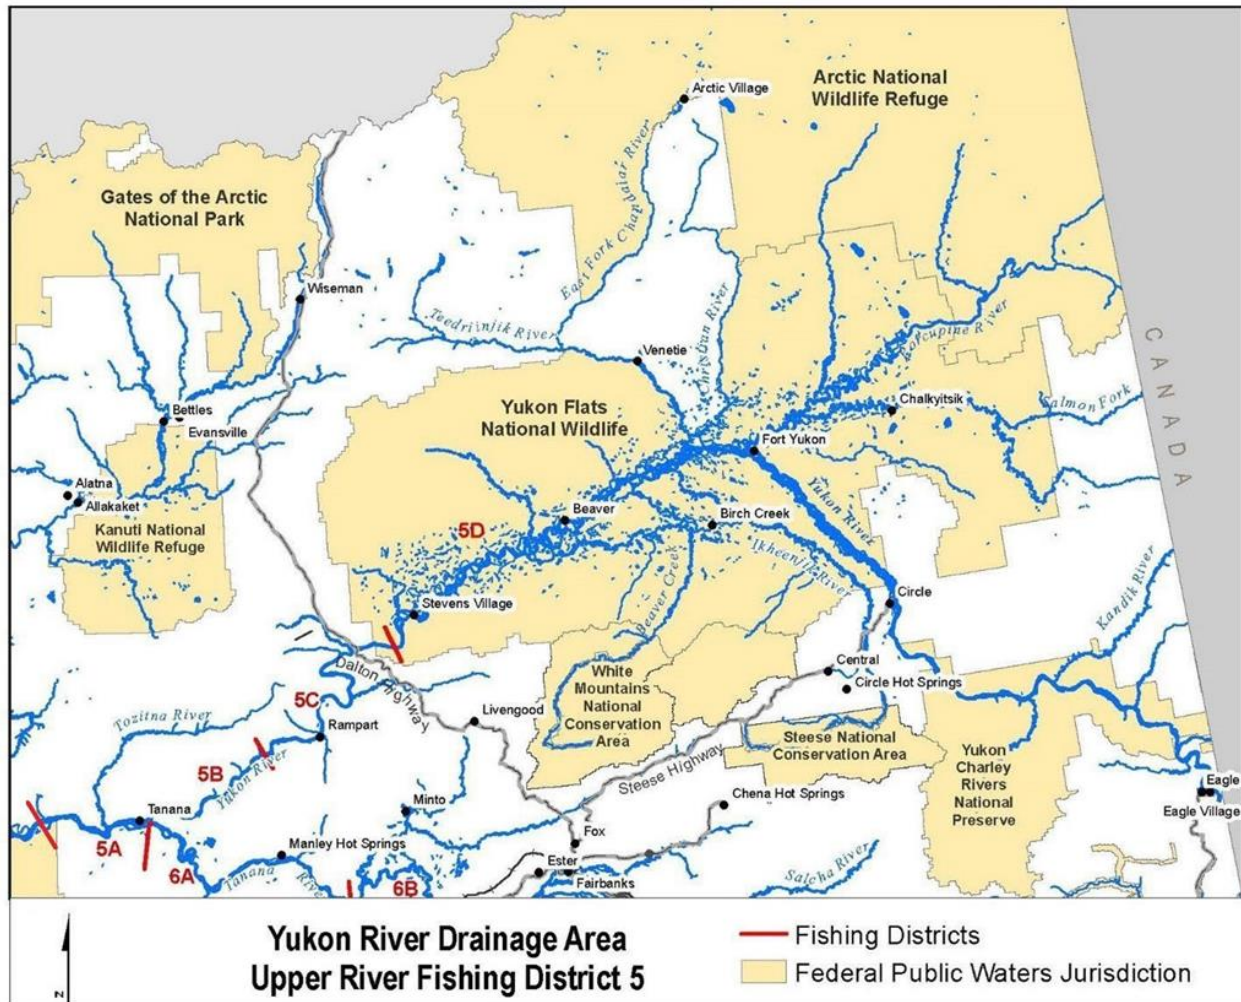 Arctic Village
Arctic National
Wildlife Refuge
Gates of the Arctic
National Park
East Fork Chandalar River
Wiseman
Teedriinjik River
Christian River
Porcupine River
Venetie
CANADA
Bettles
Evansville
Yukon Flats
National Wildlife
Chalkyitsik
Salmon Fork
Fort Yukon
Alatna
Allakaket
Kanuti National
Wildlife Refuge
5D
Beaver
Birch Creek
Yukon River
Beaver Creek
Stevens Village
Circle
Kandik River
Dalton Highway
White
Mountains
National
Conservation
Area
Central
Circle Hot Springs
5C
Tozitna River
Rampart
Livengood
Steese National
Conservation Area
Steese Highway
Yukon
Charley
Rivers
National
Preserve
5B
Yukon River
Eagle
Eagle Village
Tanana
Minto
Chena Hot Springs
5A
Manley Hot Springs
Fox
6A
Tanana River
6B
Ester
Fairbanks
Salcha River
N
Yukon River Drainage Area
Upper River Fishing District 5
Fishing Districts
Federal Public Waters Jurisdiction